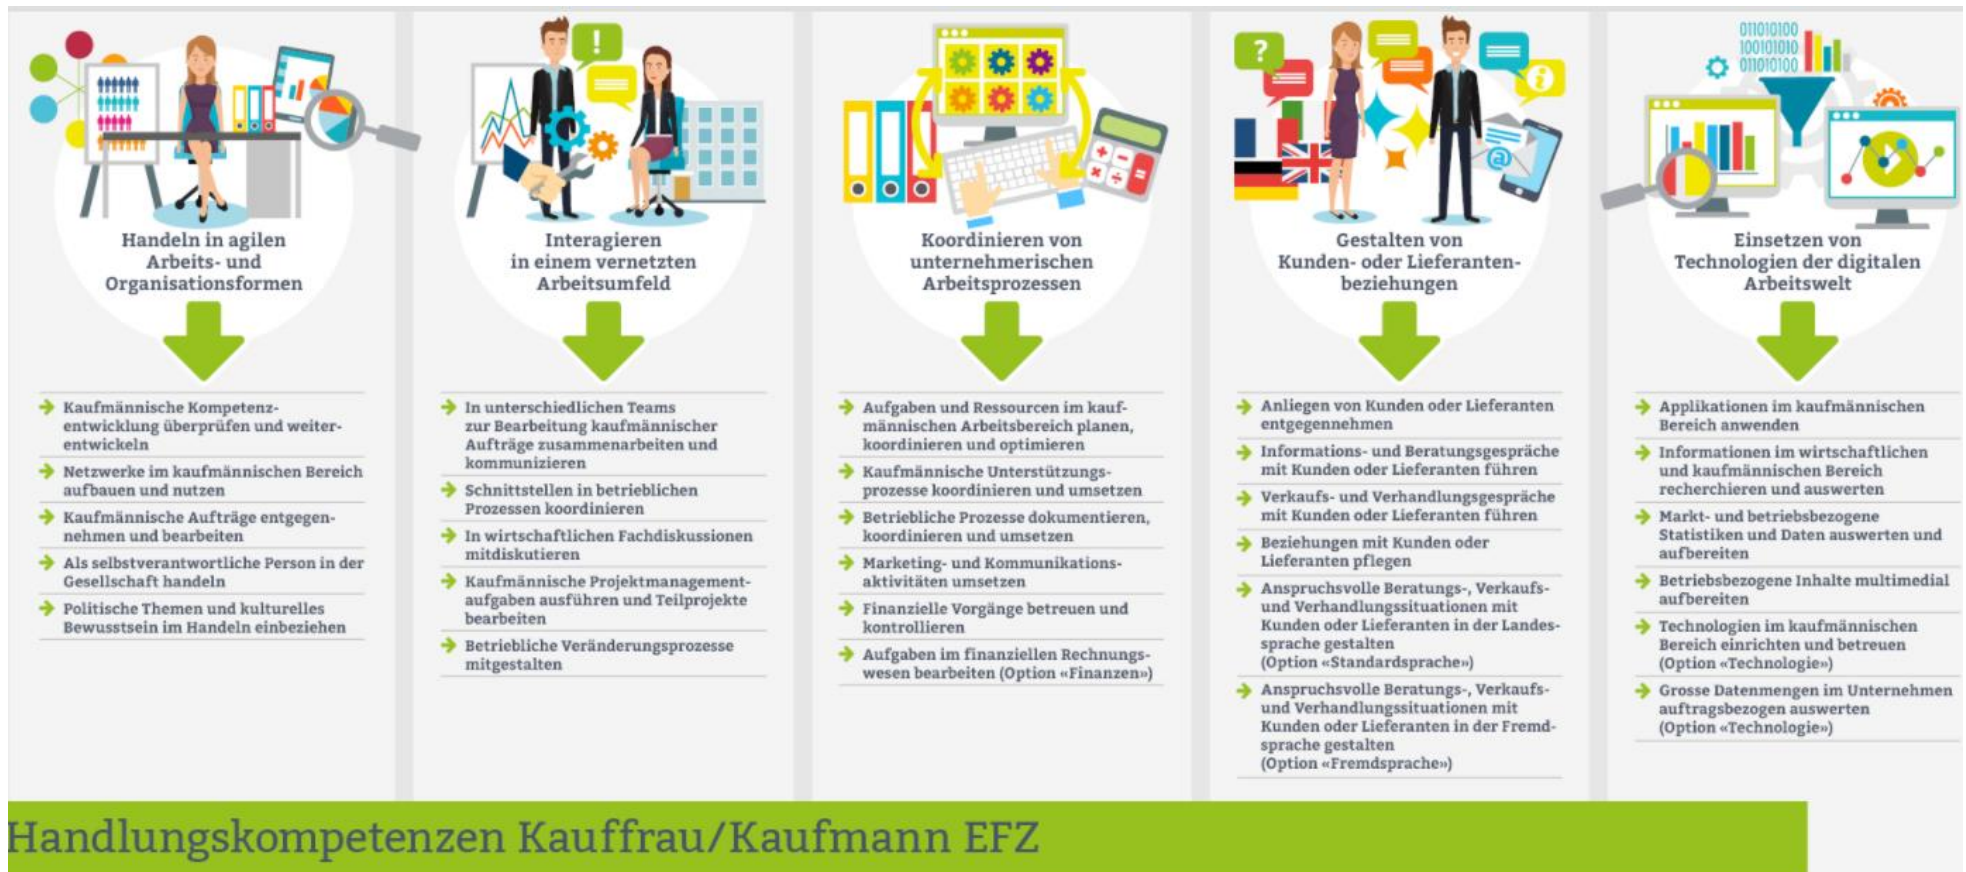 011010100
100101010
011010100
Handeln in agilen
Arbeits- und
Organisationsformen
Kaufmännische Kompetenz-
entwicklung überprüfen und weiter-
entwickeln
Netzwerke im kaufmännischen Bereich
aufbauen und nutzen
Kaufmännische Aufträge entgegen-
nehmen und bearbeiten
Als selbstverantwortliche Person in der
Gesellschaft handeln
Politische Themen und kulturelles
Bewusstsein im Handeln einbeziehen
!
Interagieren
in einem vernetzten
Arbeitsumfeld
In unterschiedlichen Teams
zur Bearbeitung kaufmännischer
Aufträge zusammenarbeiten und
kommunizieren
Schnittstellen in betrieblichen
Prozessen koordinieren
In wirtschaftlichen Fachdiskussionen
mitdiskutieren
Kaufmännische Projektmanagement-
aufgaben ausführen und Teilprojekte
bearbeiten
Betriebliche Veränderungsprozesse
mitgestalten
Koordinieren von
unternehmerischen
Arbeitsprozessen
Aufgaben und Ressourcen im kauf-
männischen Arbeitsbereich planen,
koordinieren und optimieren
Kaufmännische Unterstützungs-
prozesse koordinieren und umsetzen
Betriebliche Prozesse dokumentieren,
koordinieren und umsetzen
Marketing- und Kommunikations-
aktivitäten umsetzen
Finanzielle Vorgänge betreuen und
kontrollieren
Aufgaben im finanziellen Rechnungs-
wesen bearbeiten (Option «Finanzen»)
?
i
@
Gestalten von
Kunden- oder Lieferanten-
beziehungen
Anliegen von Kunden oder Lieferanten
entgegennehmen
Informations- und Beratungsgespräche
mit Kunden oder Lieferanten führen
Verkaufs- und Verhandlungsgespräche
mit Kunden oder Lieferanten führen
Beziehungen mit Kunden oder
Lieferanten pflegen
Anspruchsvolle Beratungs-, Verkaufs-
und Verhandlungssituationen mit
Kunden oder Lieferanten in der Landes-
sprache gestalten
(Option «Standardsprache»)
Anspruchsvolle Beratungs-, Verkaufs-
und Verhandlungssituationen mit
Kunden oder Lieferanten in der Fremd-
sprache gestalten
(Option «Fremdsprache»)
Einsetzen von
Technologien der digitalen
Arbeitswelt
Applikationen im kaufmännischen
Bereich anwenden
Informationen im wirtschaftlichen
und kaufmännischen Bereich
recherchieren und auswerten
Markt- und betriebsbezogene
Statistiken und Daten auswerten und
aufbereiten
Betriebsbezogene Inhalte multimedial
aufbereiten
Technologien im kaufmännischen
Bereich einrichten und betreuen
(Option «Technologie»)
Grosse Datenmengen im Unternehmen
auftragsbezogen auswerten
(Option «Technologie»)
Handlungskompetenzen Kauffrau/Kaufmann EFZ